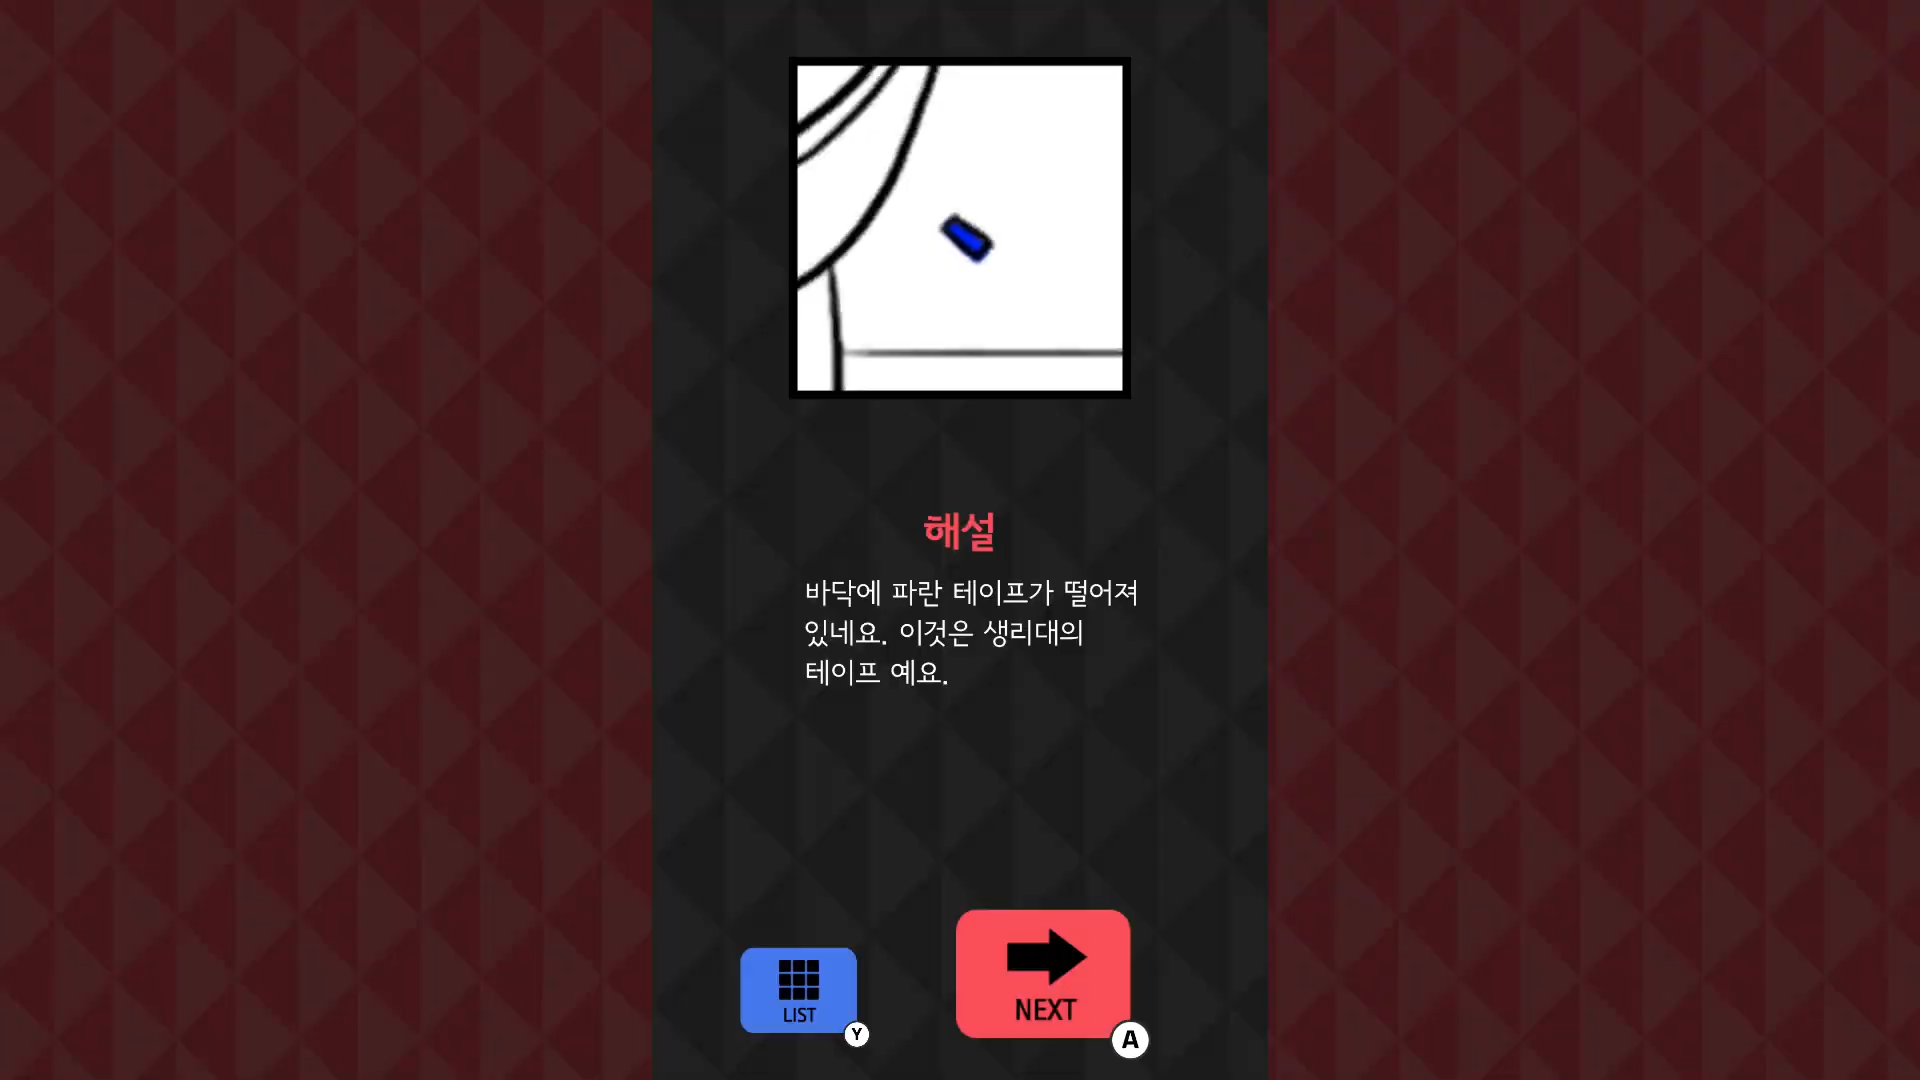 해설
바닥에 파란 테이프가 떨어져
있네요. 이것은 생리대의
테이프 예요.
LIST
Y
NEXT
A